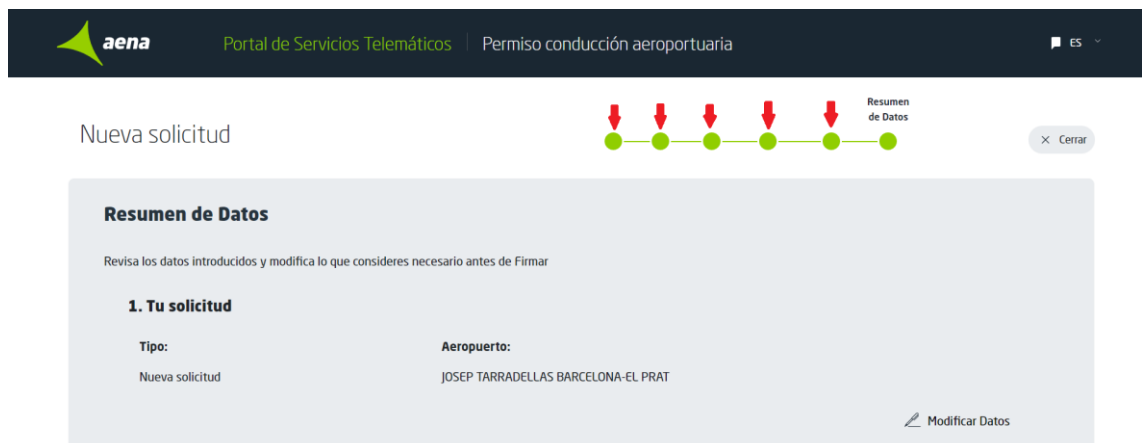 aena
Portal de Servicios Telemáticos Permiso conducción aeroportuaria
ES
Nueva solicitud
Resumen
de Datos
× Cerrar
Resumen de Datos
Revisa los datos introducidos y modifica lo que consideres necesario antes de Firmar
1. Tu solicitud
Tipo: Aeropuerto:
Nueva solicitud JOSEP TARRADELLAS BARCELONA-EL PRAT
Modificar Datos